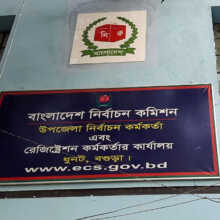 নি ক
বাংলাদেশ
বাংলাদেশ নির্বাচন কমিশন
উপজেলা নির্বাচন কর্মকর্তা
এবং
রেজিষ্ট্রেশন কর্মকর্তার কার্যালয়
ধুনট, বগুড়া।
www.ecs.gov.bd